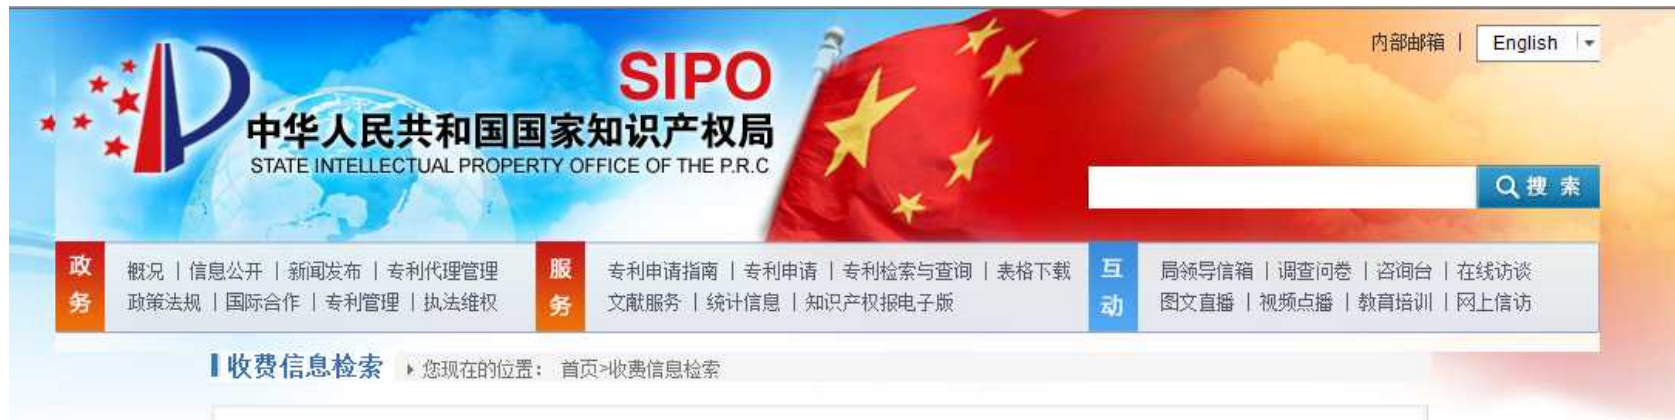 内部邮箱 | English
SIPO
中华人民共和国国家知识产权局
STATE INTELLECTUAL PROPERTY OFFICE OF THE P.R.C
搜 索
政务
概况 | 信息公开 | 新闻发布 | 专利代理管理
政策法规 | 国际合作 | 专利管理 | 执法维权
服务
专利申请指南 | 专利申请 | 专利检索与查询 | 表格下载
文献服务 | 统计信息 | 知识产权报电子版
互动
局领导信箱 | 调查问卷 | 咨询台 | 在线访谈
图文直播 | 视频点播 | 教育培训 | 网上信访
收费信息检索 您现在的位置: 首页>收费信息检索